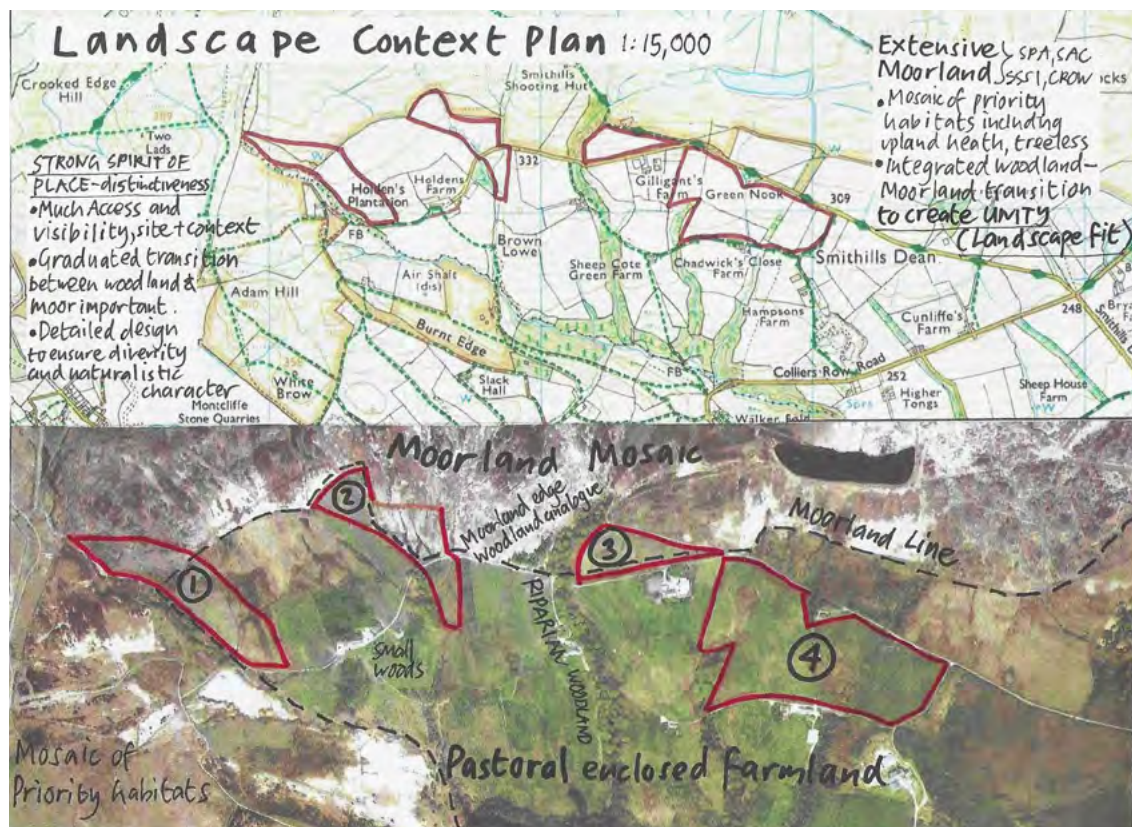 Landscape Context Plan 1:15,000
Extensive SPA, SAC
Moorland SSSI, CROW
• Mosaic of priority
habitats including
upland heath, treeless
• Integrated woodland-
Moorland transition
to create UNITY
(Landscape fit)
STRONG SPIRIT OF
PLACE-distinctiveness
• Much Access and
visibility, site + context
• Graduated transition
between woodland &
moor important.
• Detailed design
to ensure diversity
and naturalistic
character
Crooked Edge
Hill
389
Two
Lads
Smithills
Shooting Hut
cks
W
332
Holden's
Plantation
Holdens
Farm
FB
Gilligant's
Farm
Green Nook
309
Brown
Lowe
Sheep Cote
Green Farm
Chadwick's
Farm
Close
Smithills Dean
Air Shaft
(dis)
Adam Hill
Burnt Edge
Hampsons
Farm
Cunliffe's
Farm
248
Smithills
White
Brow
Slack
Hall
W
FB
Colliers Row Road
252
Higher
Tongs
Sheep House
Farm
W
Montcliffe
Stone Quarries
Walker Fold
Sprs
Moorland Mosaic
Moorland edge
woodland analogue
Moorland Line
1
2
3
4
RIPARIAN WOODLAND
small
woods
Mosaic of
Priority habitats
Pastoral enclosed farmland